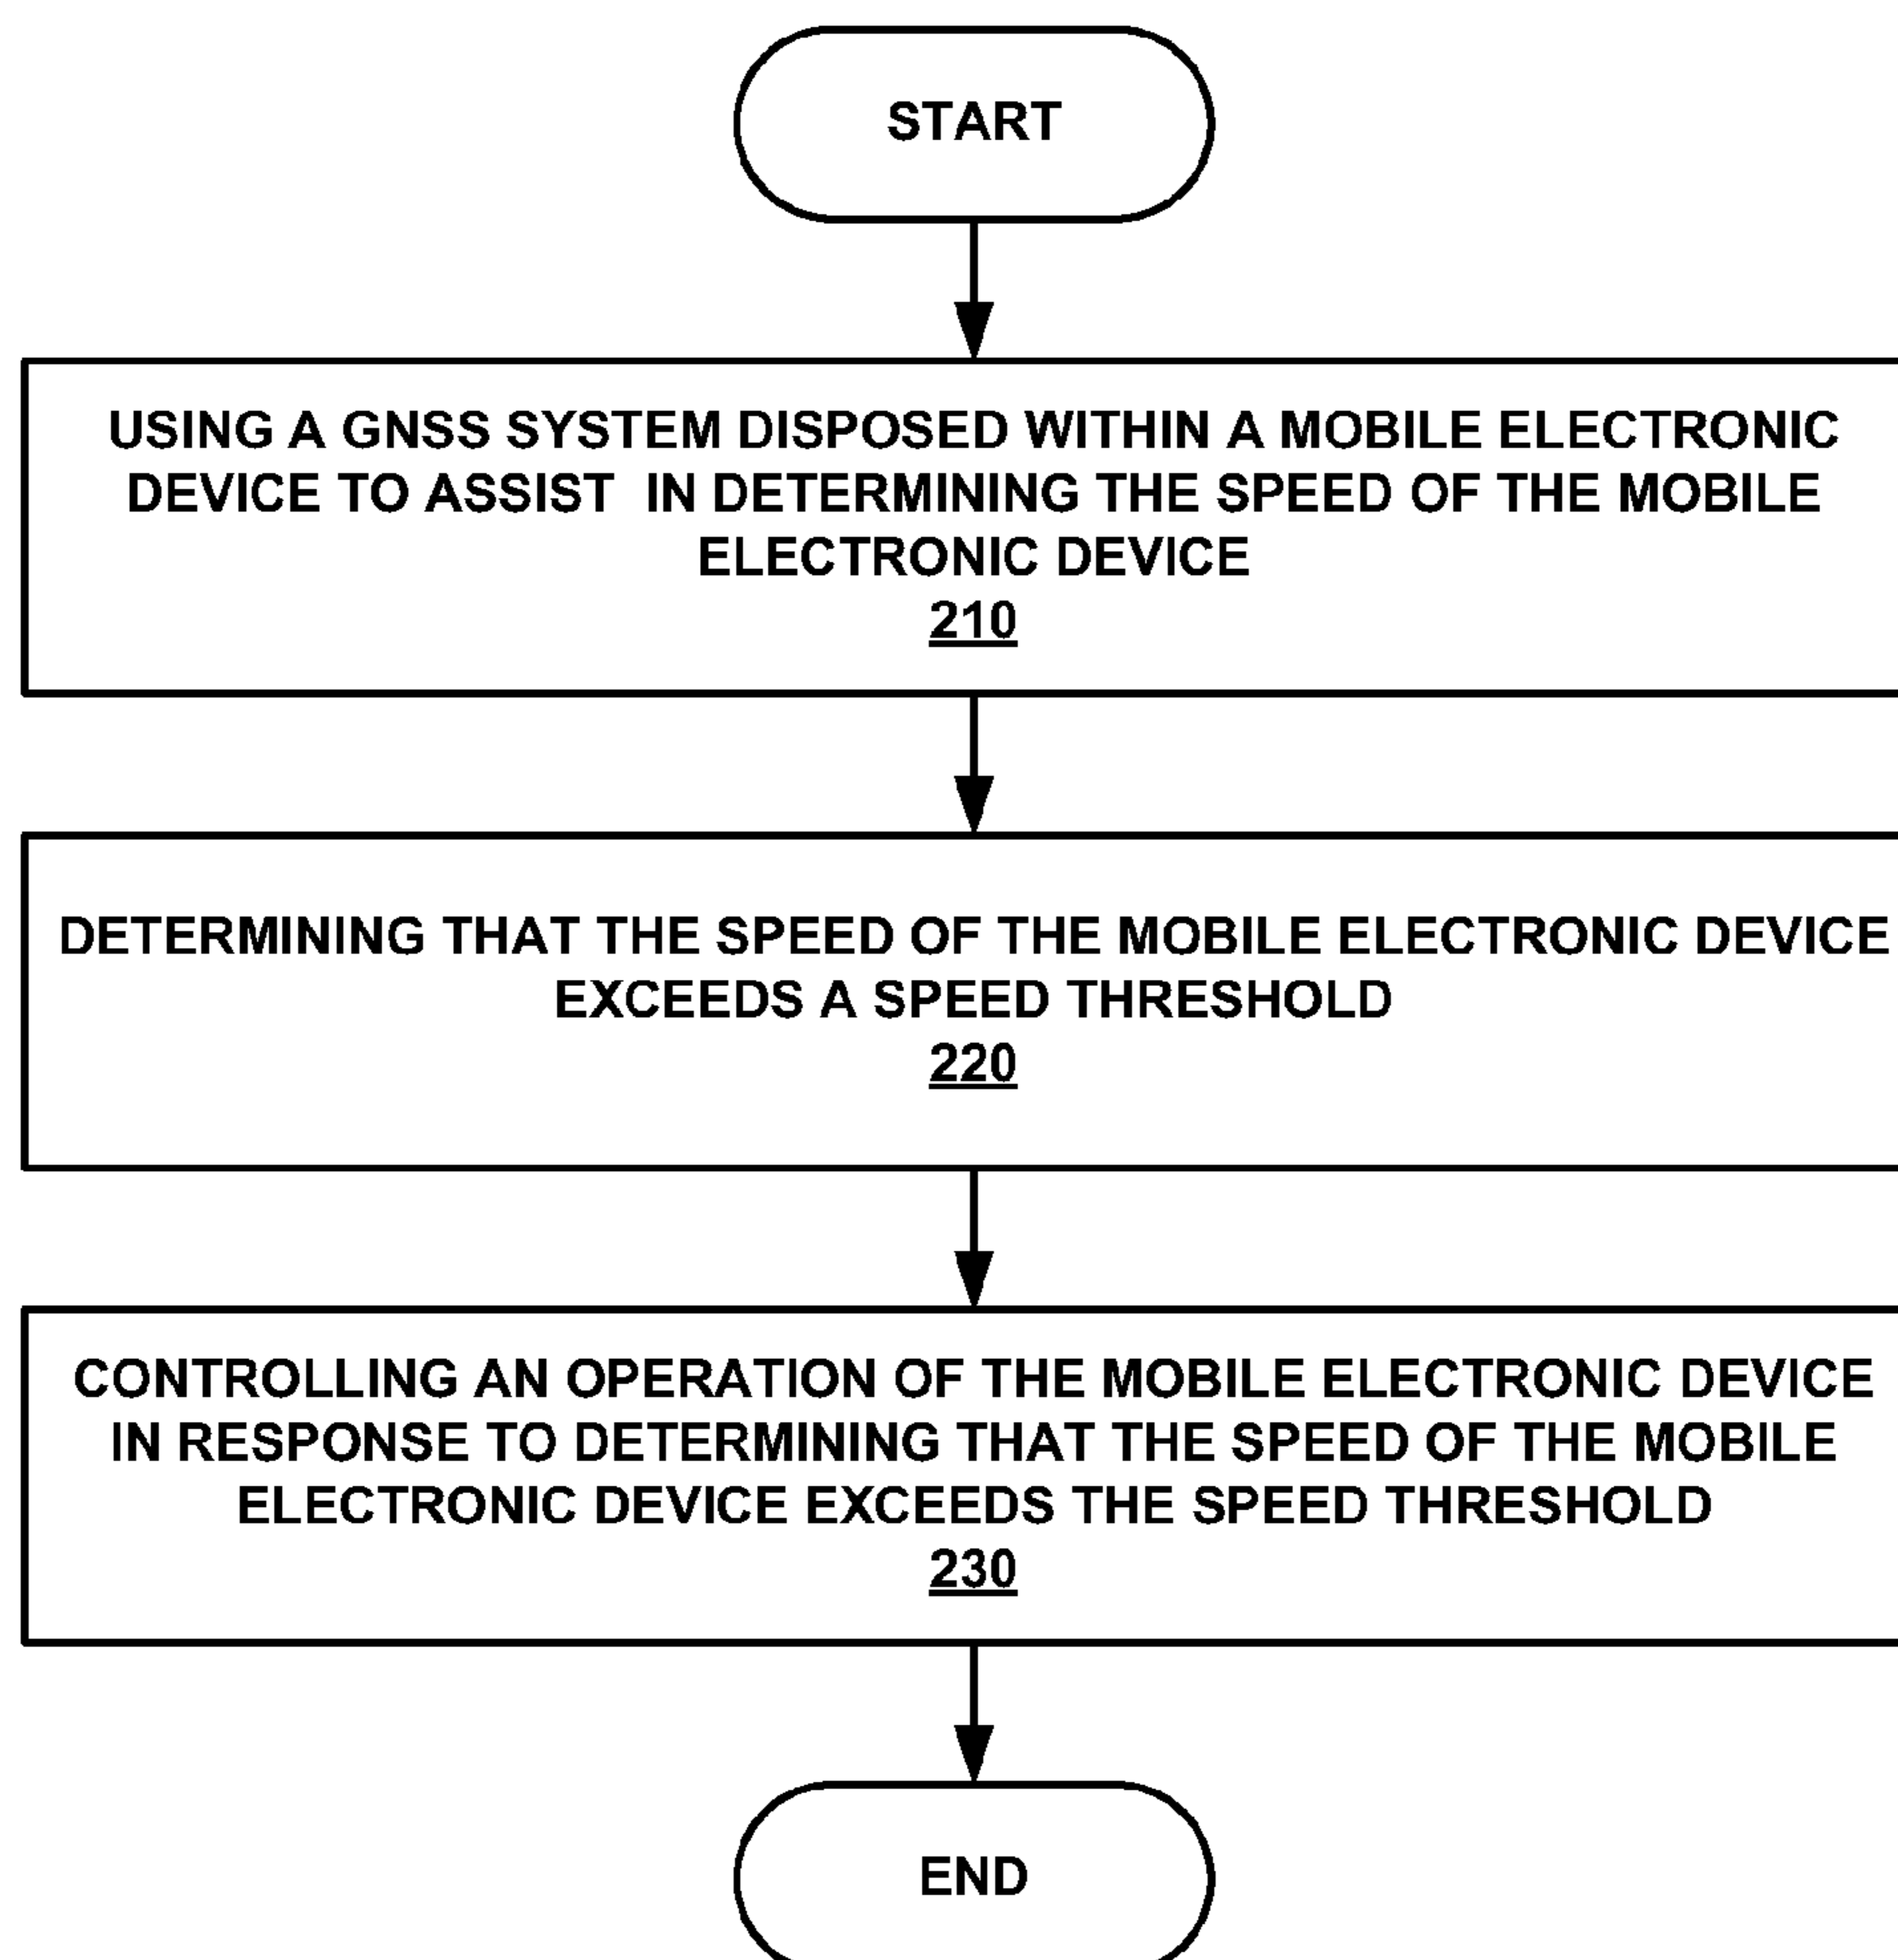 START
USING A GNSS SYSTEM DISPOSED WITHIN A MOBILE ELECTRONIC
DEVICE TO ASSIST IN DETERMINING THE SPEED OF THE MOBILE
ELECTRONIC DEVICE
210
DETERMINING THAT THE SPEED OF THE MOBILE ELECTRONIC DEVICE
EXCEEDS A SPEED THRESHOLD
220
CONTROLLING AN OPERATION OF THE MOBILE ELECTRONIC DEVICE
IN RESPONSE TO DETERMINING THAT THE SPEED OF THE MOBILE
ELECTRONIC DEVICE EXCEEDS THE SPEED THRESHOLD
230
END